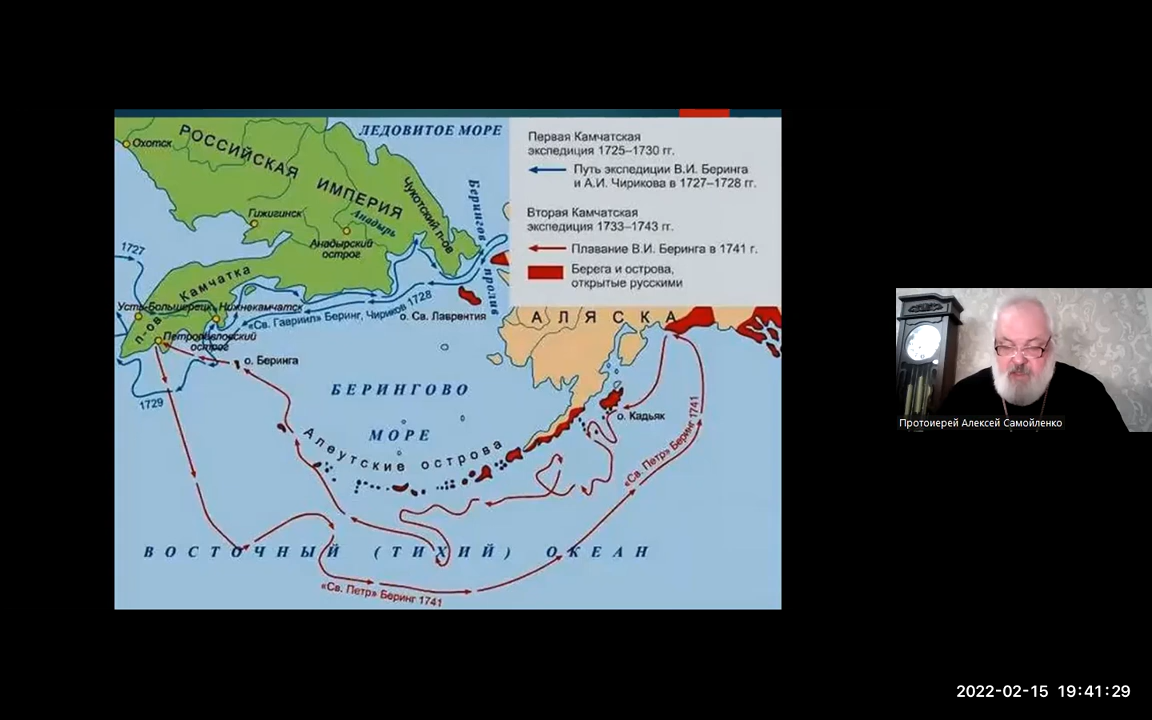 ЛЕДОВИТОЕ МОРЕ
РОССИЙСКАЯ ИМПЕРИЯ
Охотск
Чукотский п-ов
Берингов пролив
Гижигинск
Анадырь
Анадырский
острог
1727
п-ов Камчатка
Усть-Большерецк
Нижнекамчатск
«Св. Гавриил» Беринг, Чириков 1728
о. Св. Лаврентия
Петропавловский
острог
о. Беринга
1729
Первая Камчатская
экспедиция 1725–1730 гг.
Путь экспедиции В.И. Беринга
и А.И. Чирикова в 1727–1728 гг.
Вторая Камчатская
экспедиция 1733–1743 гг.
Плавание В.И. Беринга в 1741 г.
Берега и острова,
открытые русскими
АЛЯСКА
БЕРИНГОВО
МОРЕ
Алеутские острова
о. Кадьяк
«Св. Петр» Беринг 1741
ВОСТОЧНЫЙ (ТИХИЙ) ОКЕАН
«Св. Петр» Беринг 1741
Протоиерей Алексей Самойленко
2022-02-15 19:41:29